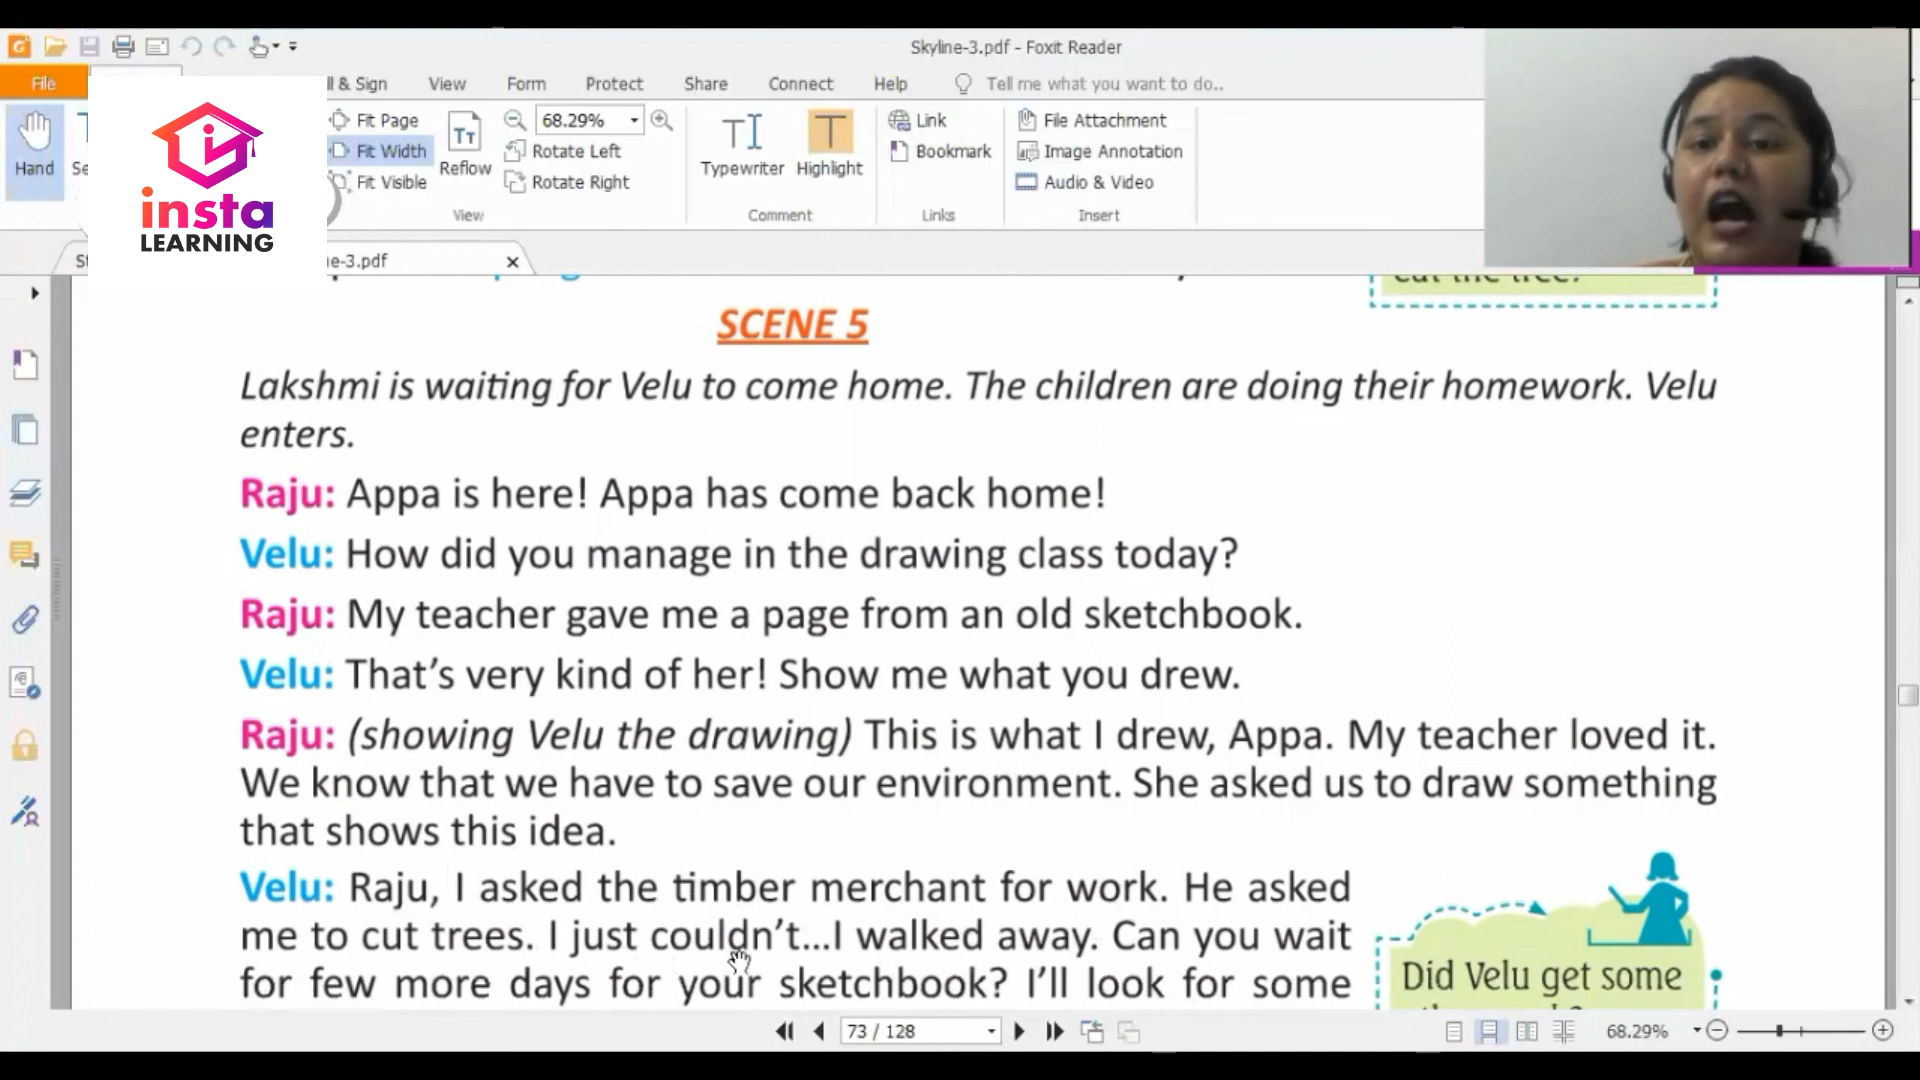 Skyline-3.pdf - Foxit Reader
File
ll & Sign View Form Protect Share Connect Help Tell me what you want to do..
Hand
Fit Page
Fit Width
Fit Visible
Reflow
68.29%
Rotate Left
Rotate Right
View
Typewriter Highlight
Comment
Link
Bookmark
Links
File Attachment
Image Annotation
Audio & Video
Insert
insta
LEARNING
ne-3.pdf
cut the tree?
SCENE 5
Lakshmi is waiting for Velu to come home. The children are doing their homework. Velu
enters.
Raju: Appa is here! Appa has come back home!
Velu: How did you manage in the drawing class today?
Raju: My teacher gave me a page from an old sketchbook.
Velu: That's very kind of her! Show me what you drew.
Raju: (showing Velu the drawing) This is what I drew, Appa. My teacher loved it.
We know that we have to save our environment. She asked us to draw something
that shows this idea.
Velu: Raju, I asked the timber merchant for work. He asked
me to cut trees. I just couldn't...I walked away. Can you wait
for few more days for your sketchbook? I'll look for some
Did Velu get some
73 / 128
68.29%